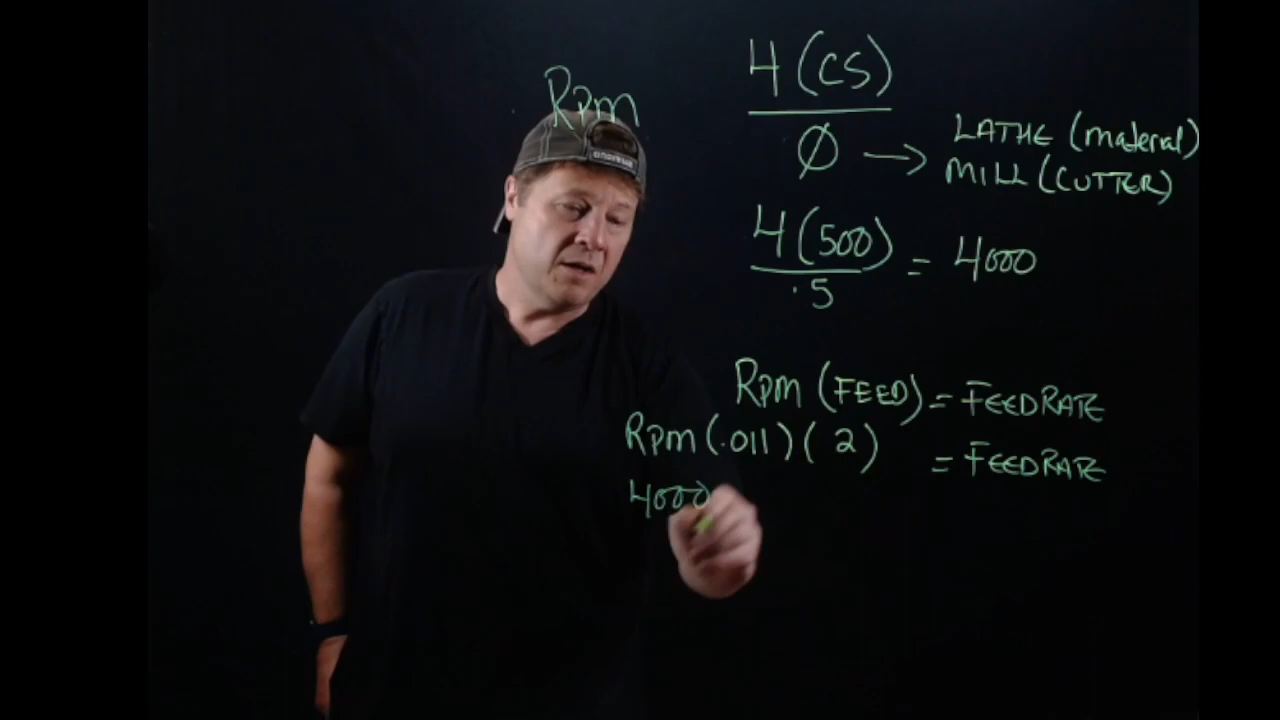 Rpm
4 (CS)
Ø → LATHE (material)
MILL (CUTTER)
4 (500)
.5
= 4000
Rpm (FEED) = FEEDRATE
Rpm (.011) (2) = FEEDRATE
4000